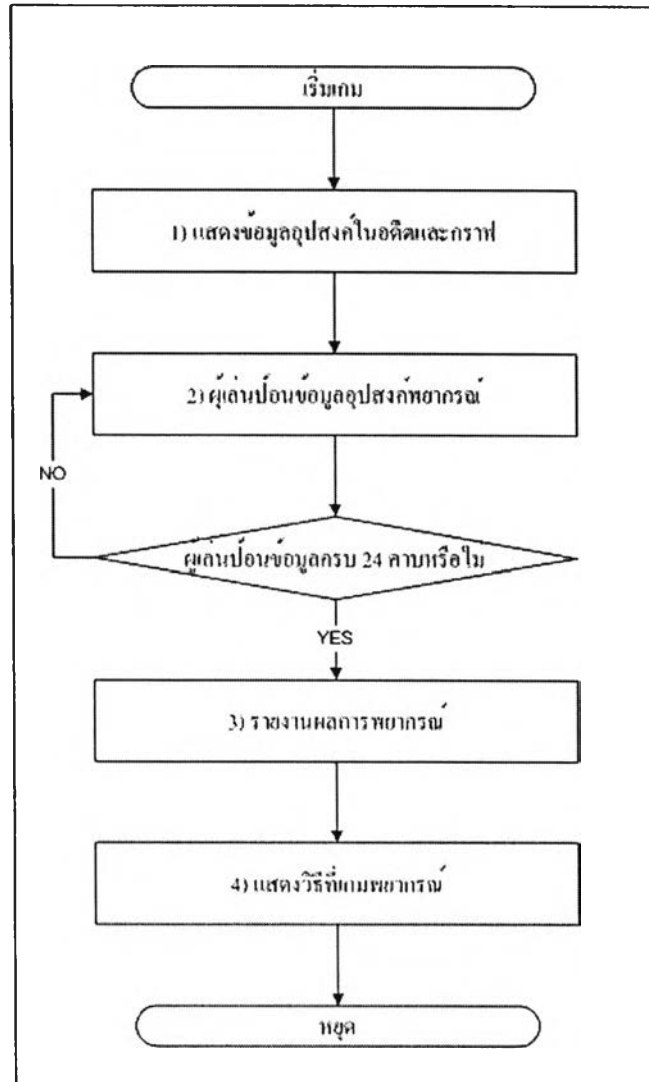 เริ่มเกม
1) แสดงข้อมูลอุปสงค์ในอดีตและกราฟ
2) ผู้เล่นป้อนข้อมูลอุปสงค์พยากรณ์
NO
ผู้เล่นป้อนข้อมูลครบ 24 คาบหรือไม่
YES
3) รายงานผลการพยากรณ์
4) แสดงวิธีที่เกมพยากรณ์
หยุด